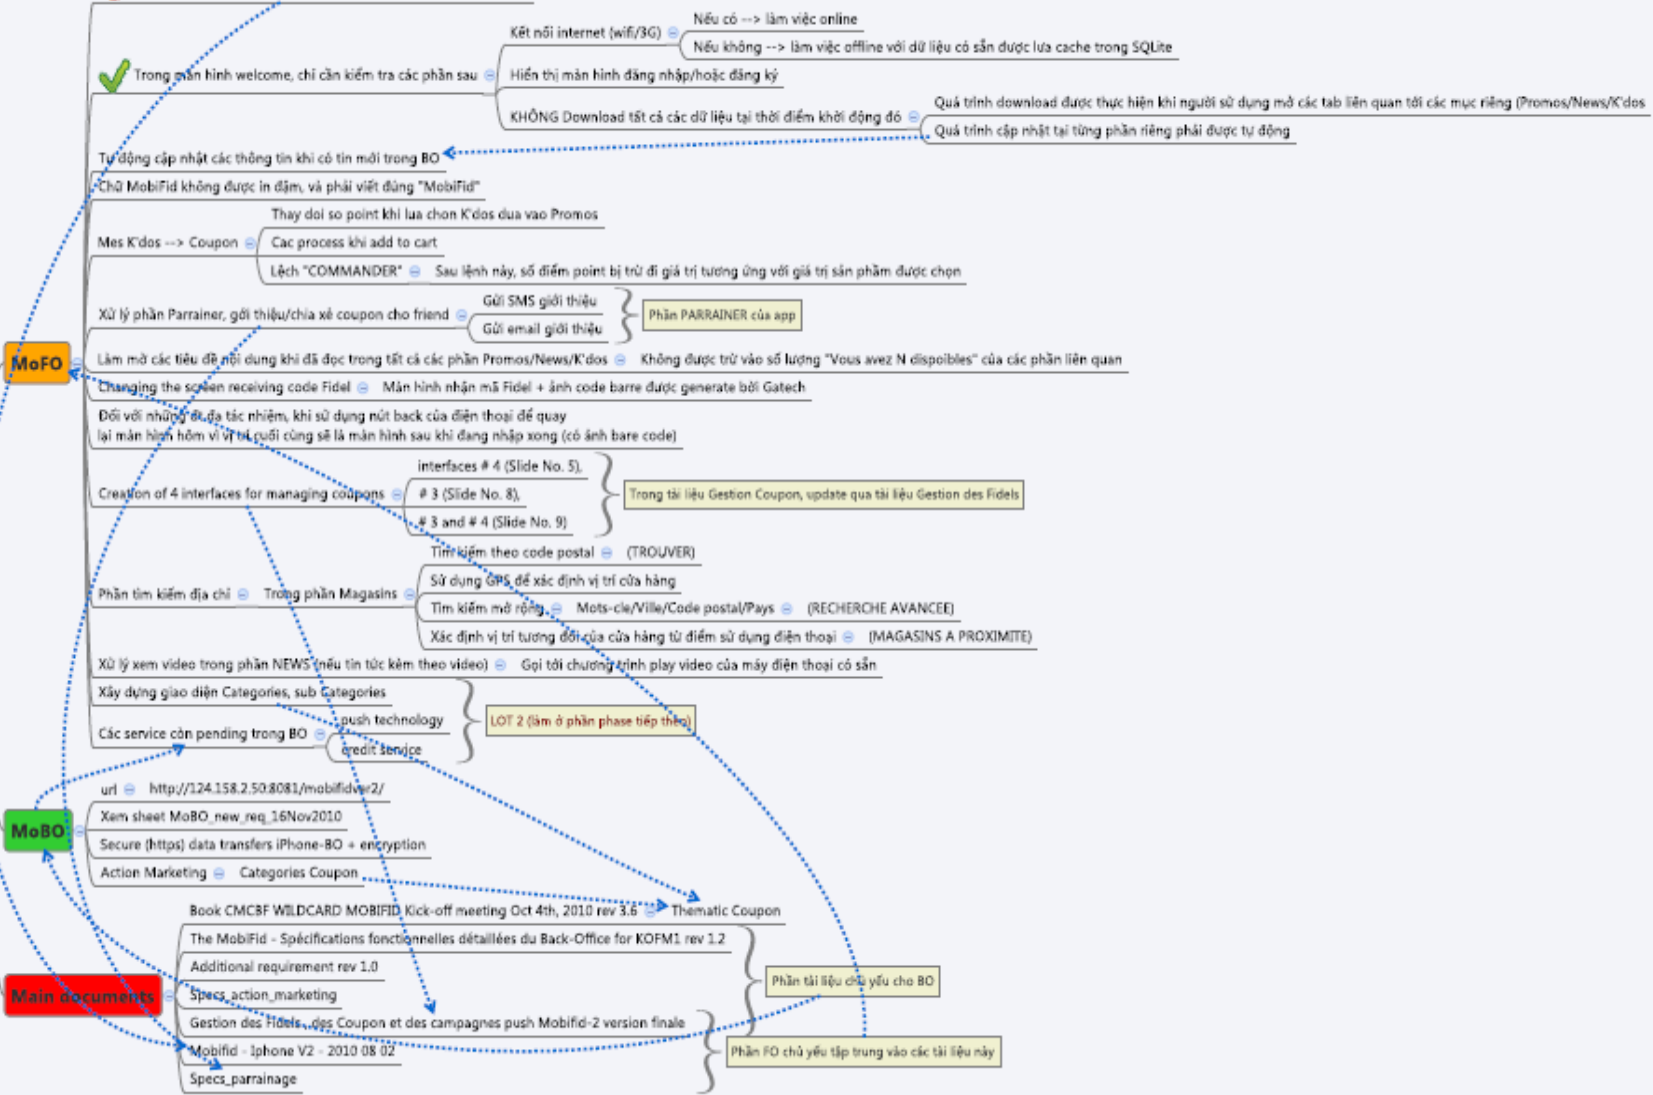 Kết nối internet (wifi/3G)
Nếu có --> làm việc online
Nếu không --> làm việc offline với dữ liệu có sẵn được lưa cache trong SQLite
Trong màn hình welcome, chỉ cần kiểm tra các phần sau
Hiển thị màn hình đăng nhập/hoặc đăng ký
KHÔNG Download tất cả các dữ liệu tại thời điểm khởi động đó
Quá trình download được thực hiện khi người sử dụng mở các tab liên quan tới các mục riêng (Promos/News/K'dos
Quá trình cập nhật tại từng phần riêng phải được tự động
Tự động cập nhật các thông tin khi có tin mới trong BO
Chữ MobiFid không được in đậm, và phải viết đúng "MobiFid"
Mes K'dos --> Coupon
Thay doi so point khi lua chon K'dos dua vao Promos
Cac process khi add to cart
Lệch "COMMANDER"
Sau lệnh này, số điểm point bị trừ đi giá trị tương ứng với giá trị sản phẩm được chọn
Xử lý phần Parrainer, gới thiệu/chia xẻ coupon cho friend
Gửi SMS giới thiệu
Gửi email giới thiệu
Phần PARRAINER của app
MoFO
Làm mờ các tiêu đề nội dung khi đã đọc trong tất cả các phần Promos/News/K'dos
Không được trừ vào số lượng "Vous avez N dispoibles" của các phần liên quan
Changing the screen receiving code Fidel
Màn hình nhận mã Fidel + ảnh code barre được generate bởi Gatech
Đối với những đt đa tác nhiệm, khi sử dụng nút back của điện thoại để quay
lại màn hình hôm vì vị trí cuối cùng sẽ là màn hình sau khi đang nhập xong (có ảnh bare code)
Creation of 4 interfaces for managing coupons
interfaces # 4 (Slide No. 5),
# 3 (Slide No. 8),
# 3 and # 4 (Slide No. 9)
Trong tài liệu Gestion Coupon, update qua tài liệu Gestion des Fidels
Phần tìm kiếm địa chỉ
Trong phần Magasins
Tìm kiếm theo code postal
(TROUVER)
Sử dụng GPS để xác định vị trí cửa hàng
Tìm kiếm mở rộng
Mots-cle/Ville/Code postal/Pays
(RECHERCHE AVANCEE)
Xác định vị trí tương đối của cửa hàng từ điểm sử dụng điện thoại
(MAGASINS A PROXIMITE)
Xử lý xem video trong phần NEWS (nếu tin tức kèm theo video)
Gọi tới chương trình play video của máy điện thoại có sẵn
Xây dựng giao diện Categories, sub Categories
Các service còn pending trong BO
push technology
credit service
LOT 2 (làm ở phần phase tiếp theo)
MoBO
url
http://124.158.2.50:8081/mobifidver2/
Xem sheet MoBO_new_req_16Nov2010
Secure (https) data transfers iPhone-BO + encryption
Action Marketing
Categories Coupon
Main documents
Book CMCBF WILDCARD MOBIFID Kick-off meeting Oct 4th, 2010 rev 3.6
Thematic Coupon
The MobiFid - Spécifications fonctionnelles détaillées du Back-Office for KOFM1 rev 1.2
Additional requirement rev 1.0
Specs_action_marketing
Phần tài liệu chủ yếu cho BO
Gestion des Fidels, des Coupon et des campagnes push Mobifid-2 version finale
Mobifid - Iphone V2 - 2010 08 02
Specs_parrainage
Phần FO chủ yếu tập trung vào các tài liệu này